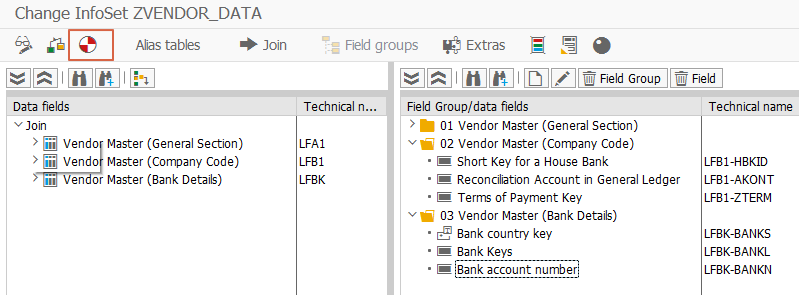 Change InfoSet ZVENDOR_DATA
Alias tables Join Field groups Extras
Field Group Field
Data fields Technical n...
Join
Vendor Master (General Section) LFA1
Vendor Master (Company Code) LFB1
Vendor Master (Bank Details) LFBK
Field Group/data fields Technical name
01 Vendor Master (General Section)
02 Vendor Master (Company Code)
Short Key for a House Bank LFB1-HBKID
Reconciliation Account in General Ledger LFB1-AKONT
Terms of Payment Key LFB1-ZTERM
03 Vendor Master (Bank Details)
Bank country key LFBK-BANKS
Bank Keys LFBK-BANKL
Bank account number LFBK-BANKN